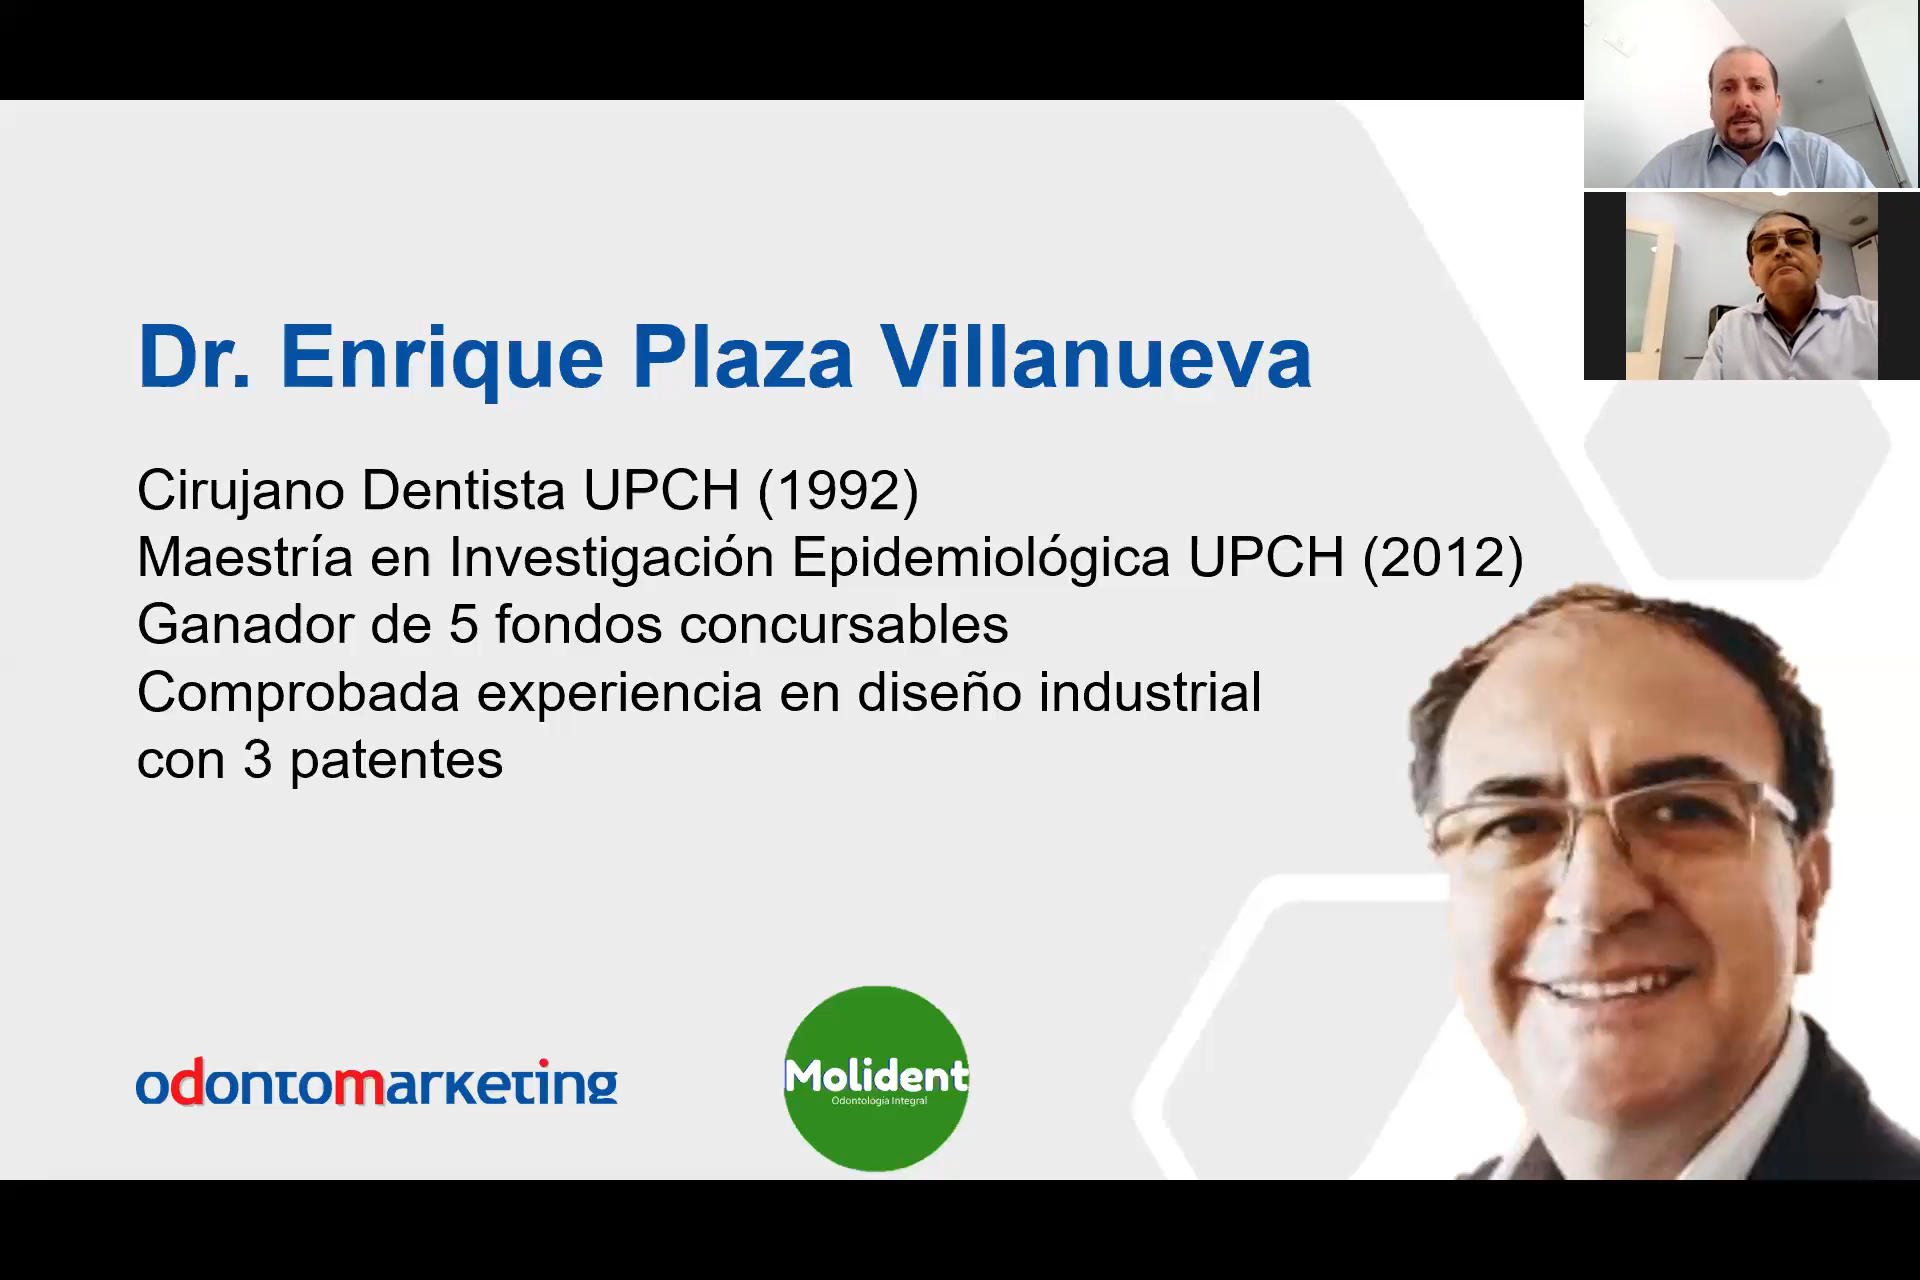 Dr. Enrique Plaza Villanueva
Cirujano Dentista UPCH (1992)
Maestría en Investigación Epidemiológica UPCH (2012)
Ganador de 5 fondos concursables
Comprobada experiencia en diseño industrial
con 3 patentes
odontomarketing
Molident
Odontología Integral